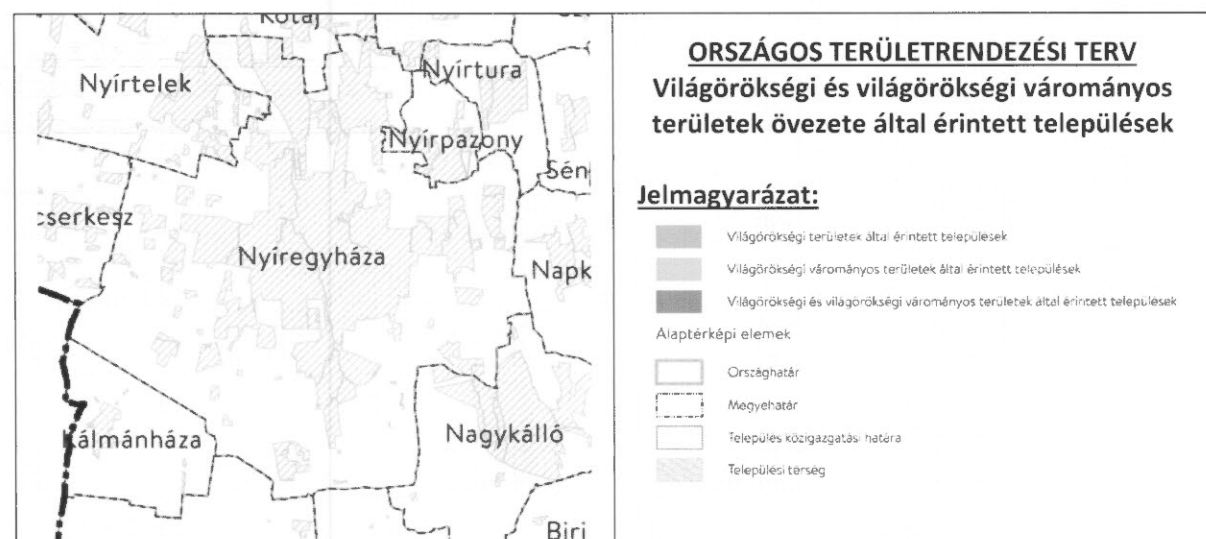 Kótaj
Nyírtelek
Nyírtura
Nyírpazony
Sén
cserkesz
Nyíregyháza
Napk
Kálmánháza
Nagykálló
Biri
ORSZÁGOS TERÜLETRENDEZÉSI TERV
Világörökségi és világörökségi várományos
területek övezete által érintett települések
Jelmagyarázat:
Világörökségi területek által érintett települések
Világörökségi várományos területek által érintett települések
Világörökségi és világörökségi várományos területek által érintett települések
Alaptérképi elemek
Országhatár
Megyehatár
Település közigazgatási határa
Települési térség